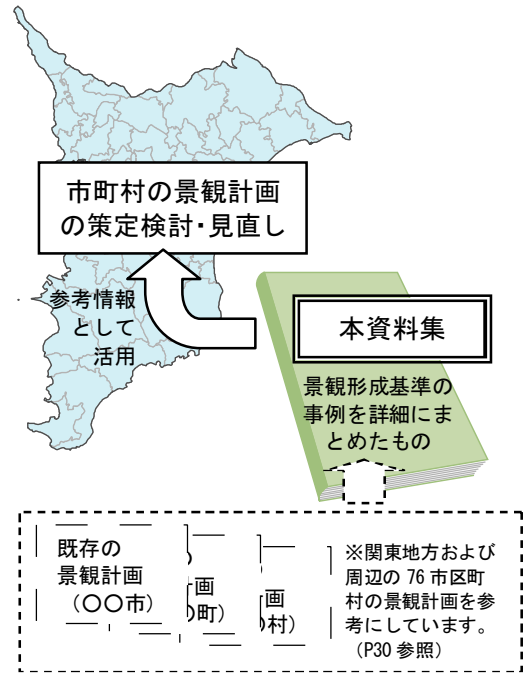 市町村の景観計画
の策定検討・見直し
参考情報
として
活用
本資料集
景観形成基準の
事例を詳細にま
とめたもの
既存の
景観計画
（〇〇市）
画
町）
画
村）
※関東地方および
周辺の 76 市区町
村の景観計画を参
考にしています。
（P30 参照）